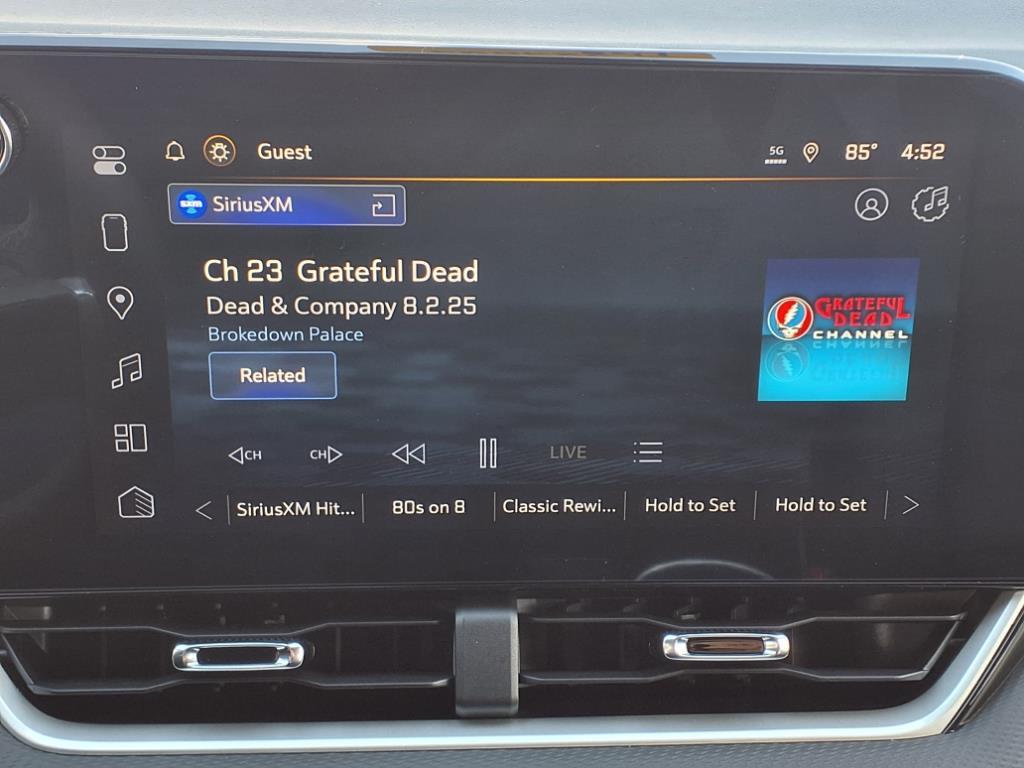 Guest 5G 85° 4:52
sxm SiriusXM
Ch 23 Grateful Dead
Dead & Company 8.2.25
Brokedown Palace
Related
GRATEFUL
DEAD
CHANNEL
CH CH LIVE
SiriusXM Hit... 80s on 8 Classic Rewi... Hold to Set Hold to Set